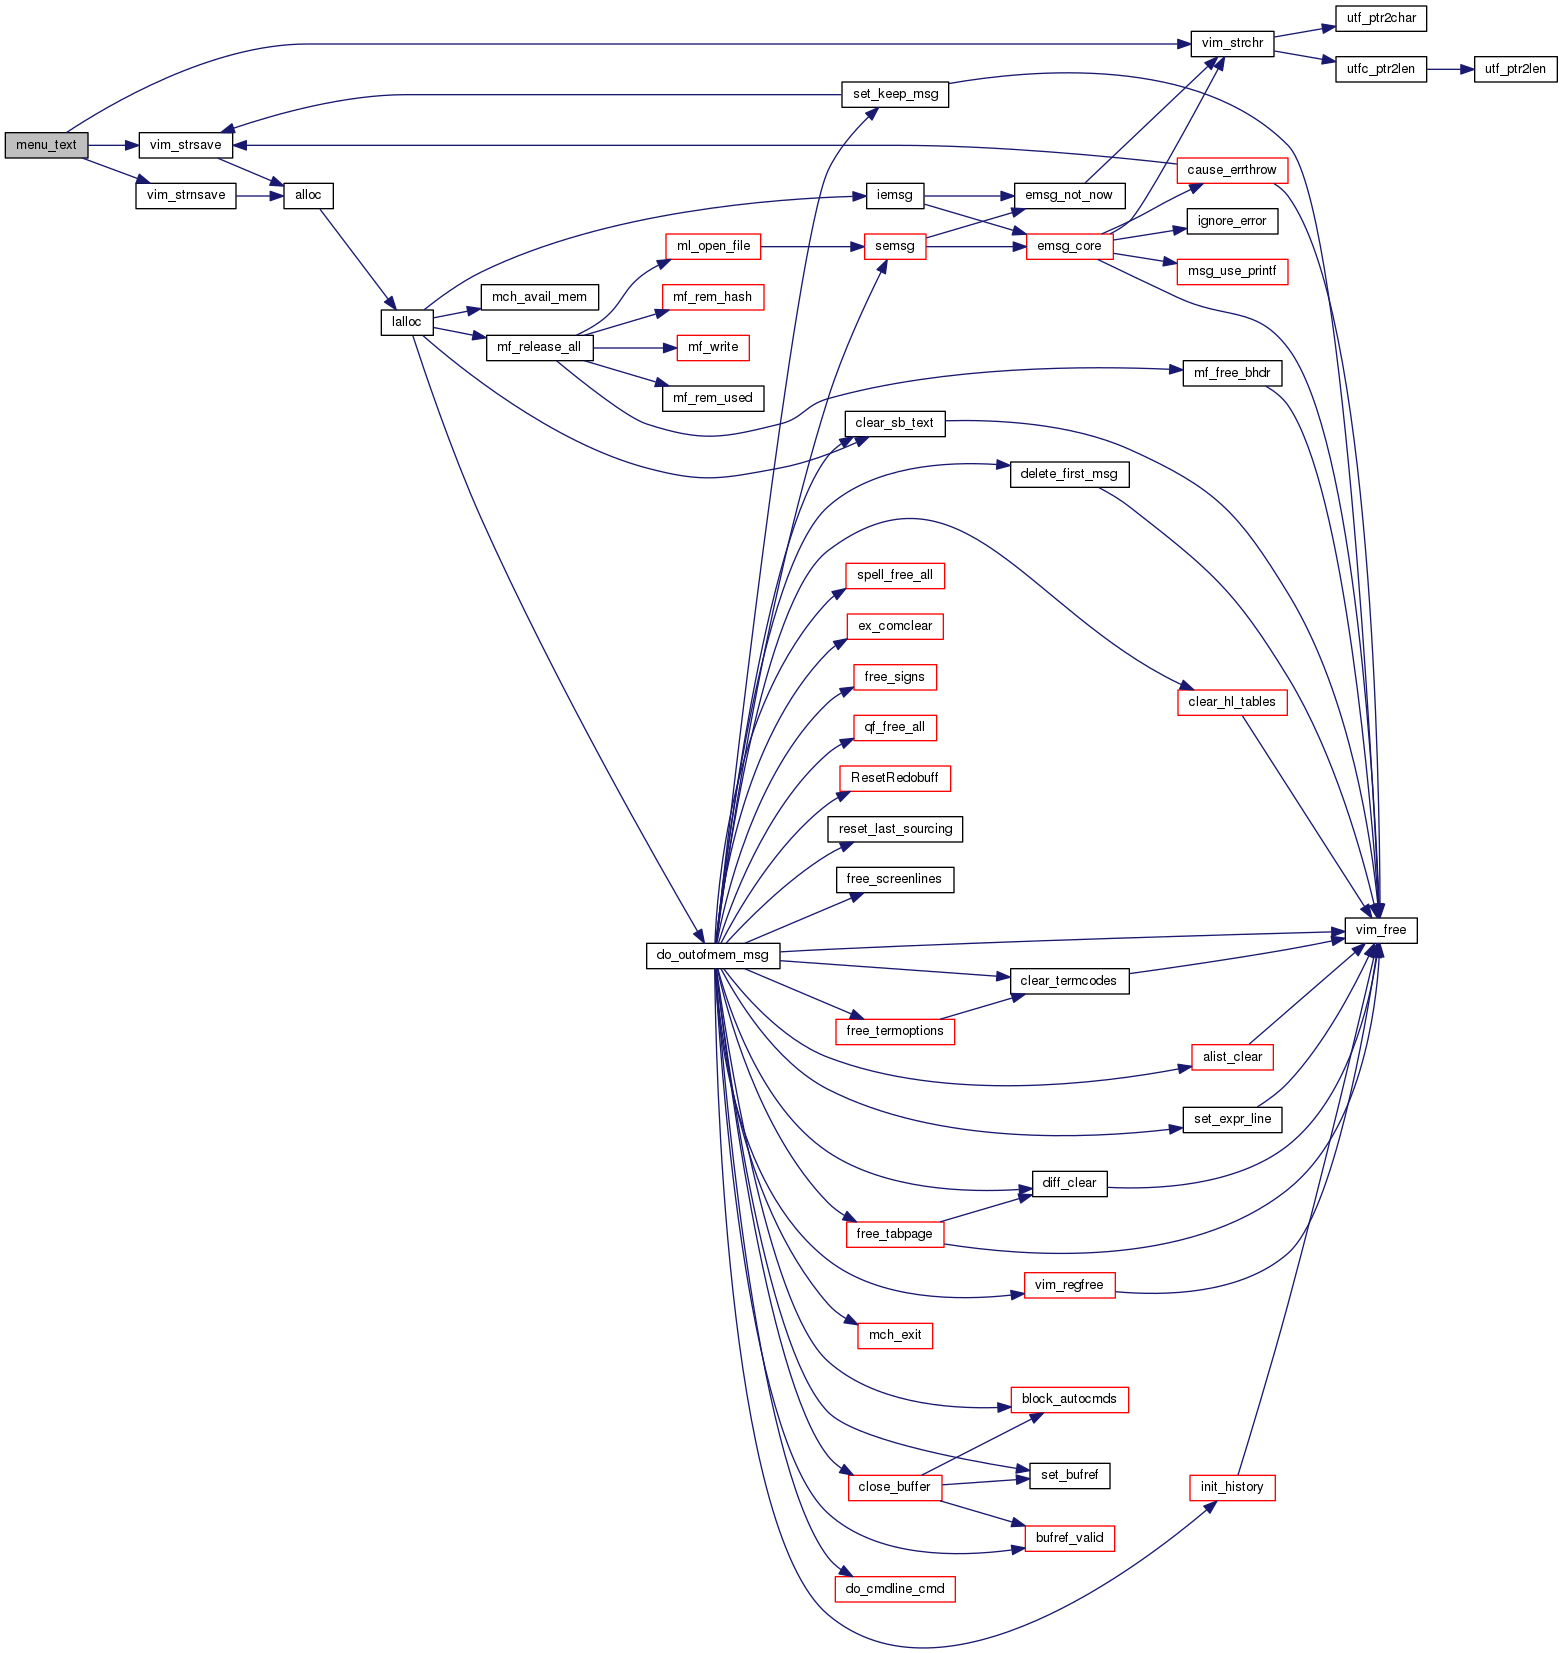 utf_ptr2char
vim_strchr
utfc_ptr2len
utf_ptr2len
set_keep_msg
menu_text
vim_strsave
cause_errthrow
vim_strnsave
alloc
iemsg
emsg_not_now
ignore_error
ml_open_file
semsg
emsg_core
msg_use_printf
mch_avail_mem
mf_rem_hash
lalloc
mf_release_all
mf_write
mf_free_bhdr
mf_rem_used
clear_sb_text
delete_first_msg
spell_free_all
ex_comclear
free_signs
clear_hl_tables
qf_free_all
ResetRedobuff
reset_last_sourcing
free_screenlines
vim_free
do_outofmem_msg
clear_termcodes
free_termoptions
alist_clear
set_expr_line
diff_clear
free_tabpage
vim_regfree
mch_exit
block_autocmds
set_bufref
close_buffer
init_history
bufref_valid
do_cmdline_cmd